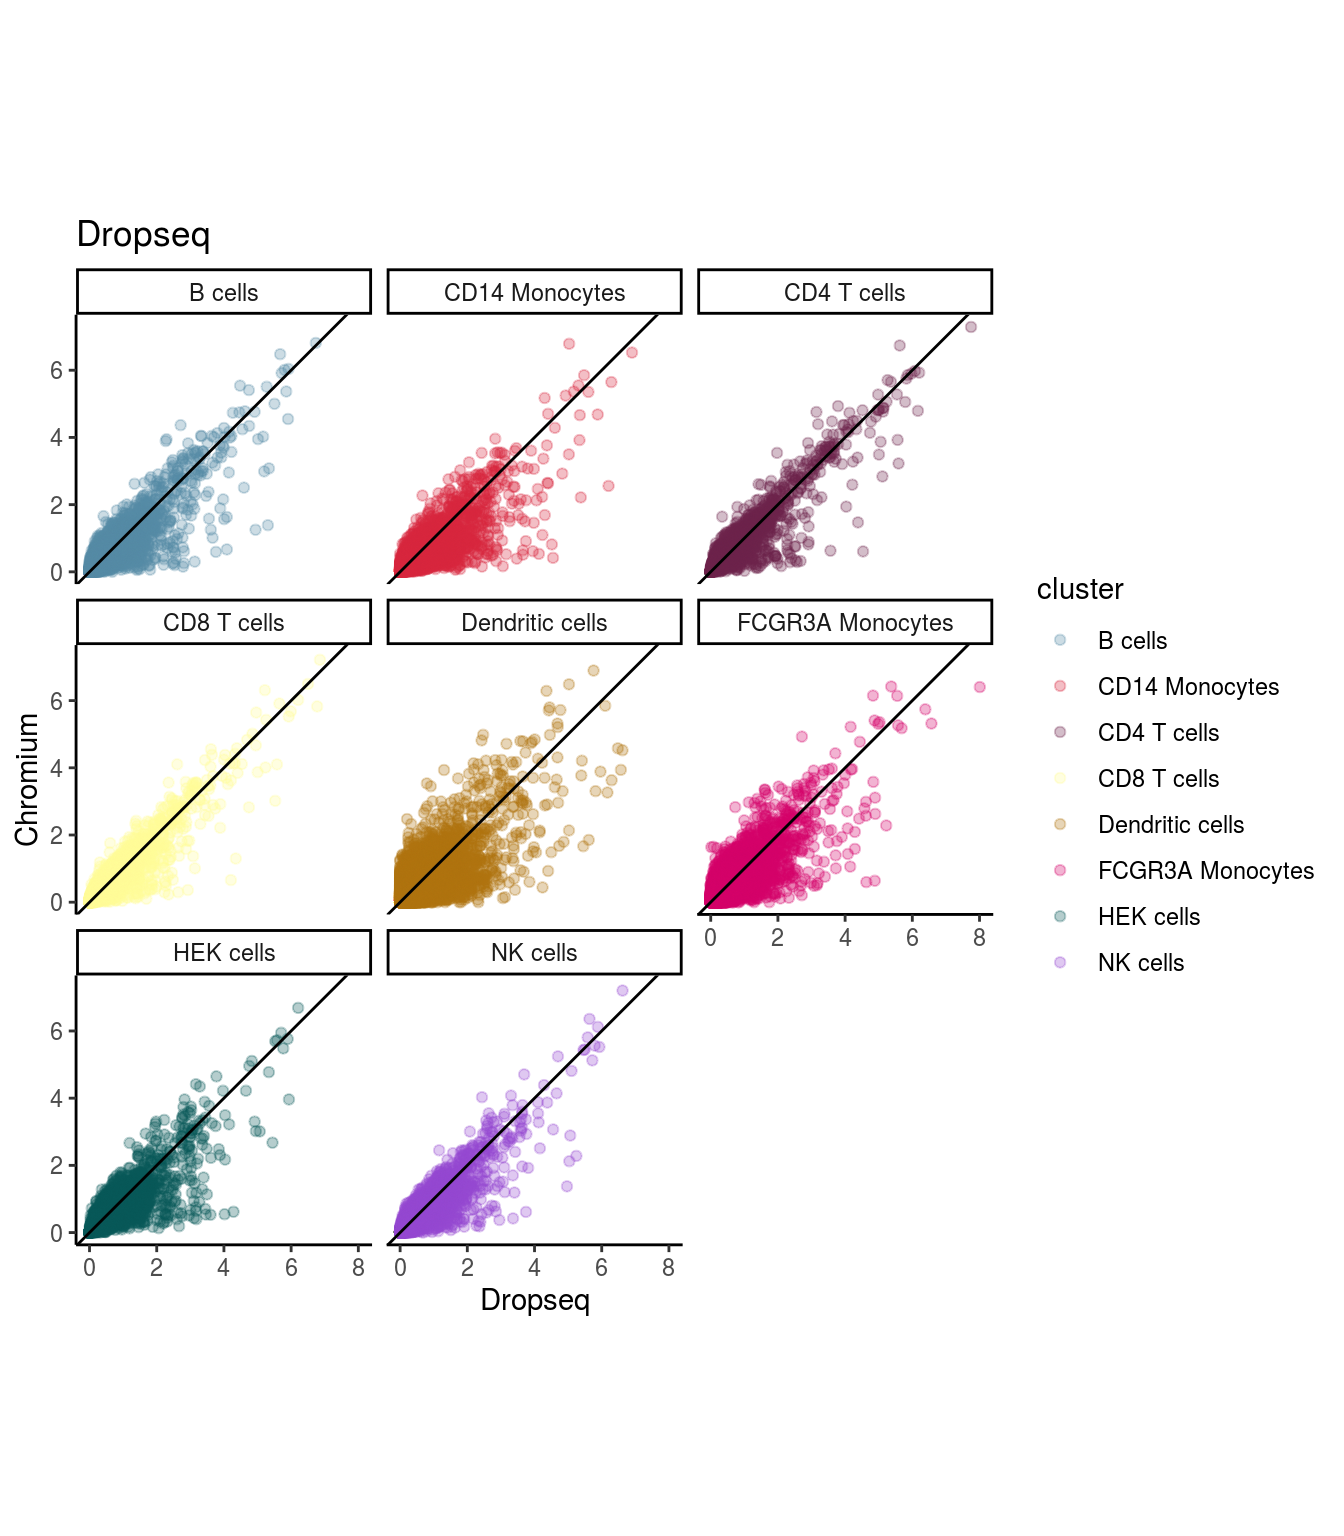 Dropseq
B cells
CD14 Monocytes
CD4 T cells
6
4
2
0
CD8 T cells
Dendritic cells
FCGR3A Monocytes
6
4
2
0
0 2 4 6 8
HEK cells
NK cells
6
4
2
0
0 2 4 6 8
0 2 4 6 8
Dropseq
Chromium
cluster
B cells
CD14 Monocytes
CD4 T cells
CD8 T cells
Dendritic cells
FCGR3A Monocytes
HEK cells
NK cells